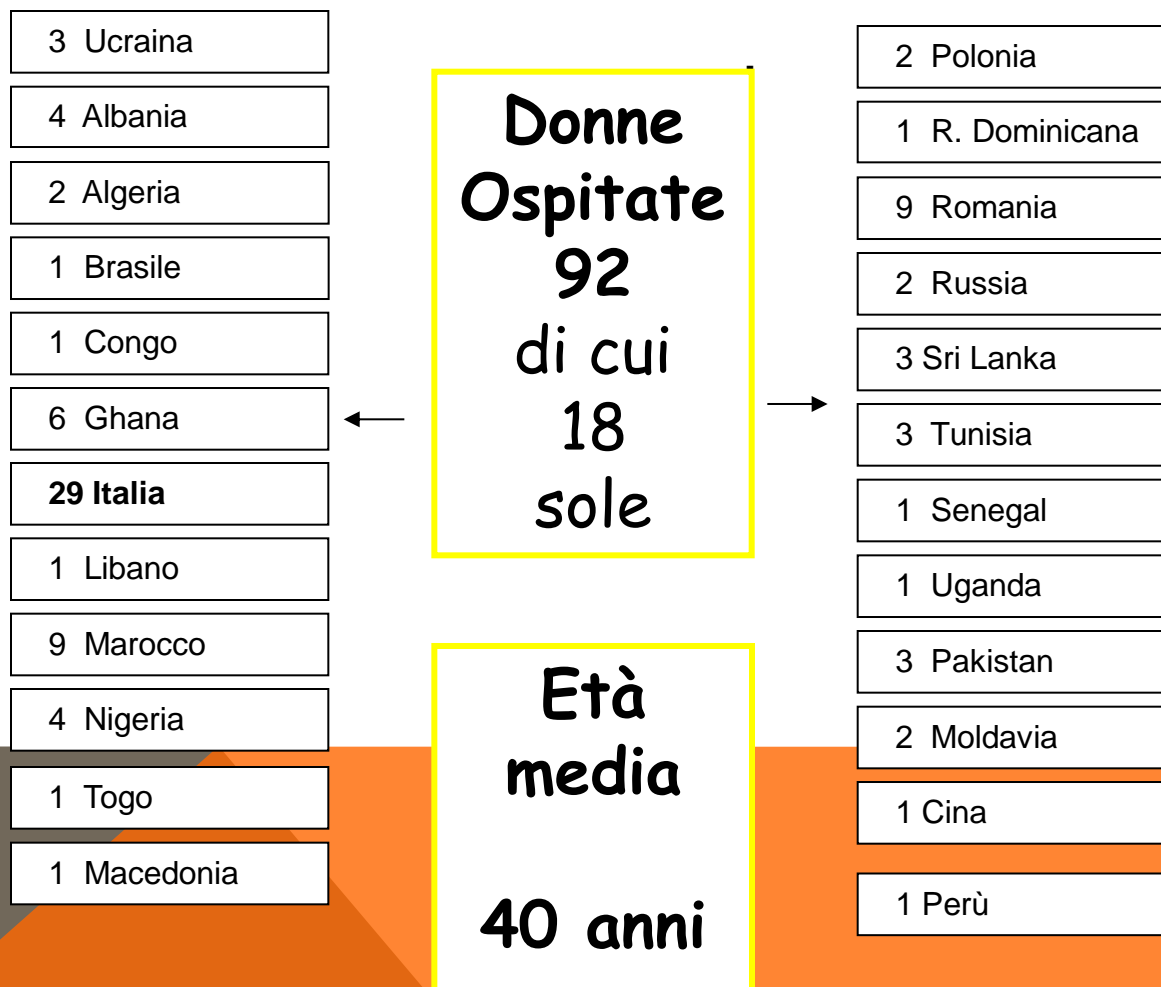 3 Ucraina
4 Albania
2 Algeria
1 Brasile
1 Congo
6 Ghana
29 Italia
1 Libano
9 Marocco
4 Nigeria
1 Togo
1 Macedonia
Donne
Ospitate
92
di cui
18
sole
Età
media
40 anni
2 Polonia
1 R. Dominicana
9 Romania
2 Russia
3 Sri Lanka
3 Tunisia
1 Senegal
1 Uganda
3 Pakistan
2 Moldavia
1 Cina
1 Perù